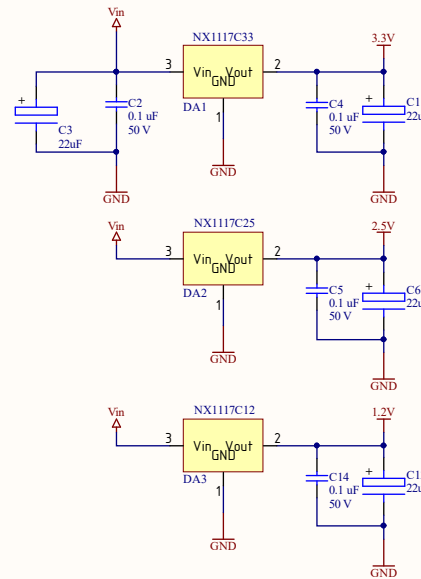 Vin
NX1117C33
3.3V
3
Vin Vout
GND
2
+
C3
22uF
C2
0.1 uF
50 V
DA1
1
C4
0.1 uF
50 V
+
C1
22u
GND
GND
GND
Vin
NX1117C25
2.5V
3
Vin Vout
GND
2
DA2
1
C5
0.1 uF
50 V
+
C6
22u
GND
GND
Vin
NX1117C12
1.2V
3
Vin Vout
GND
2
DA3
1
C14
0.1 uF
50 V
+
22u
GND
GND